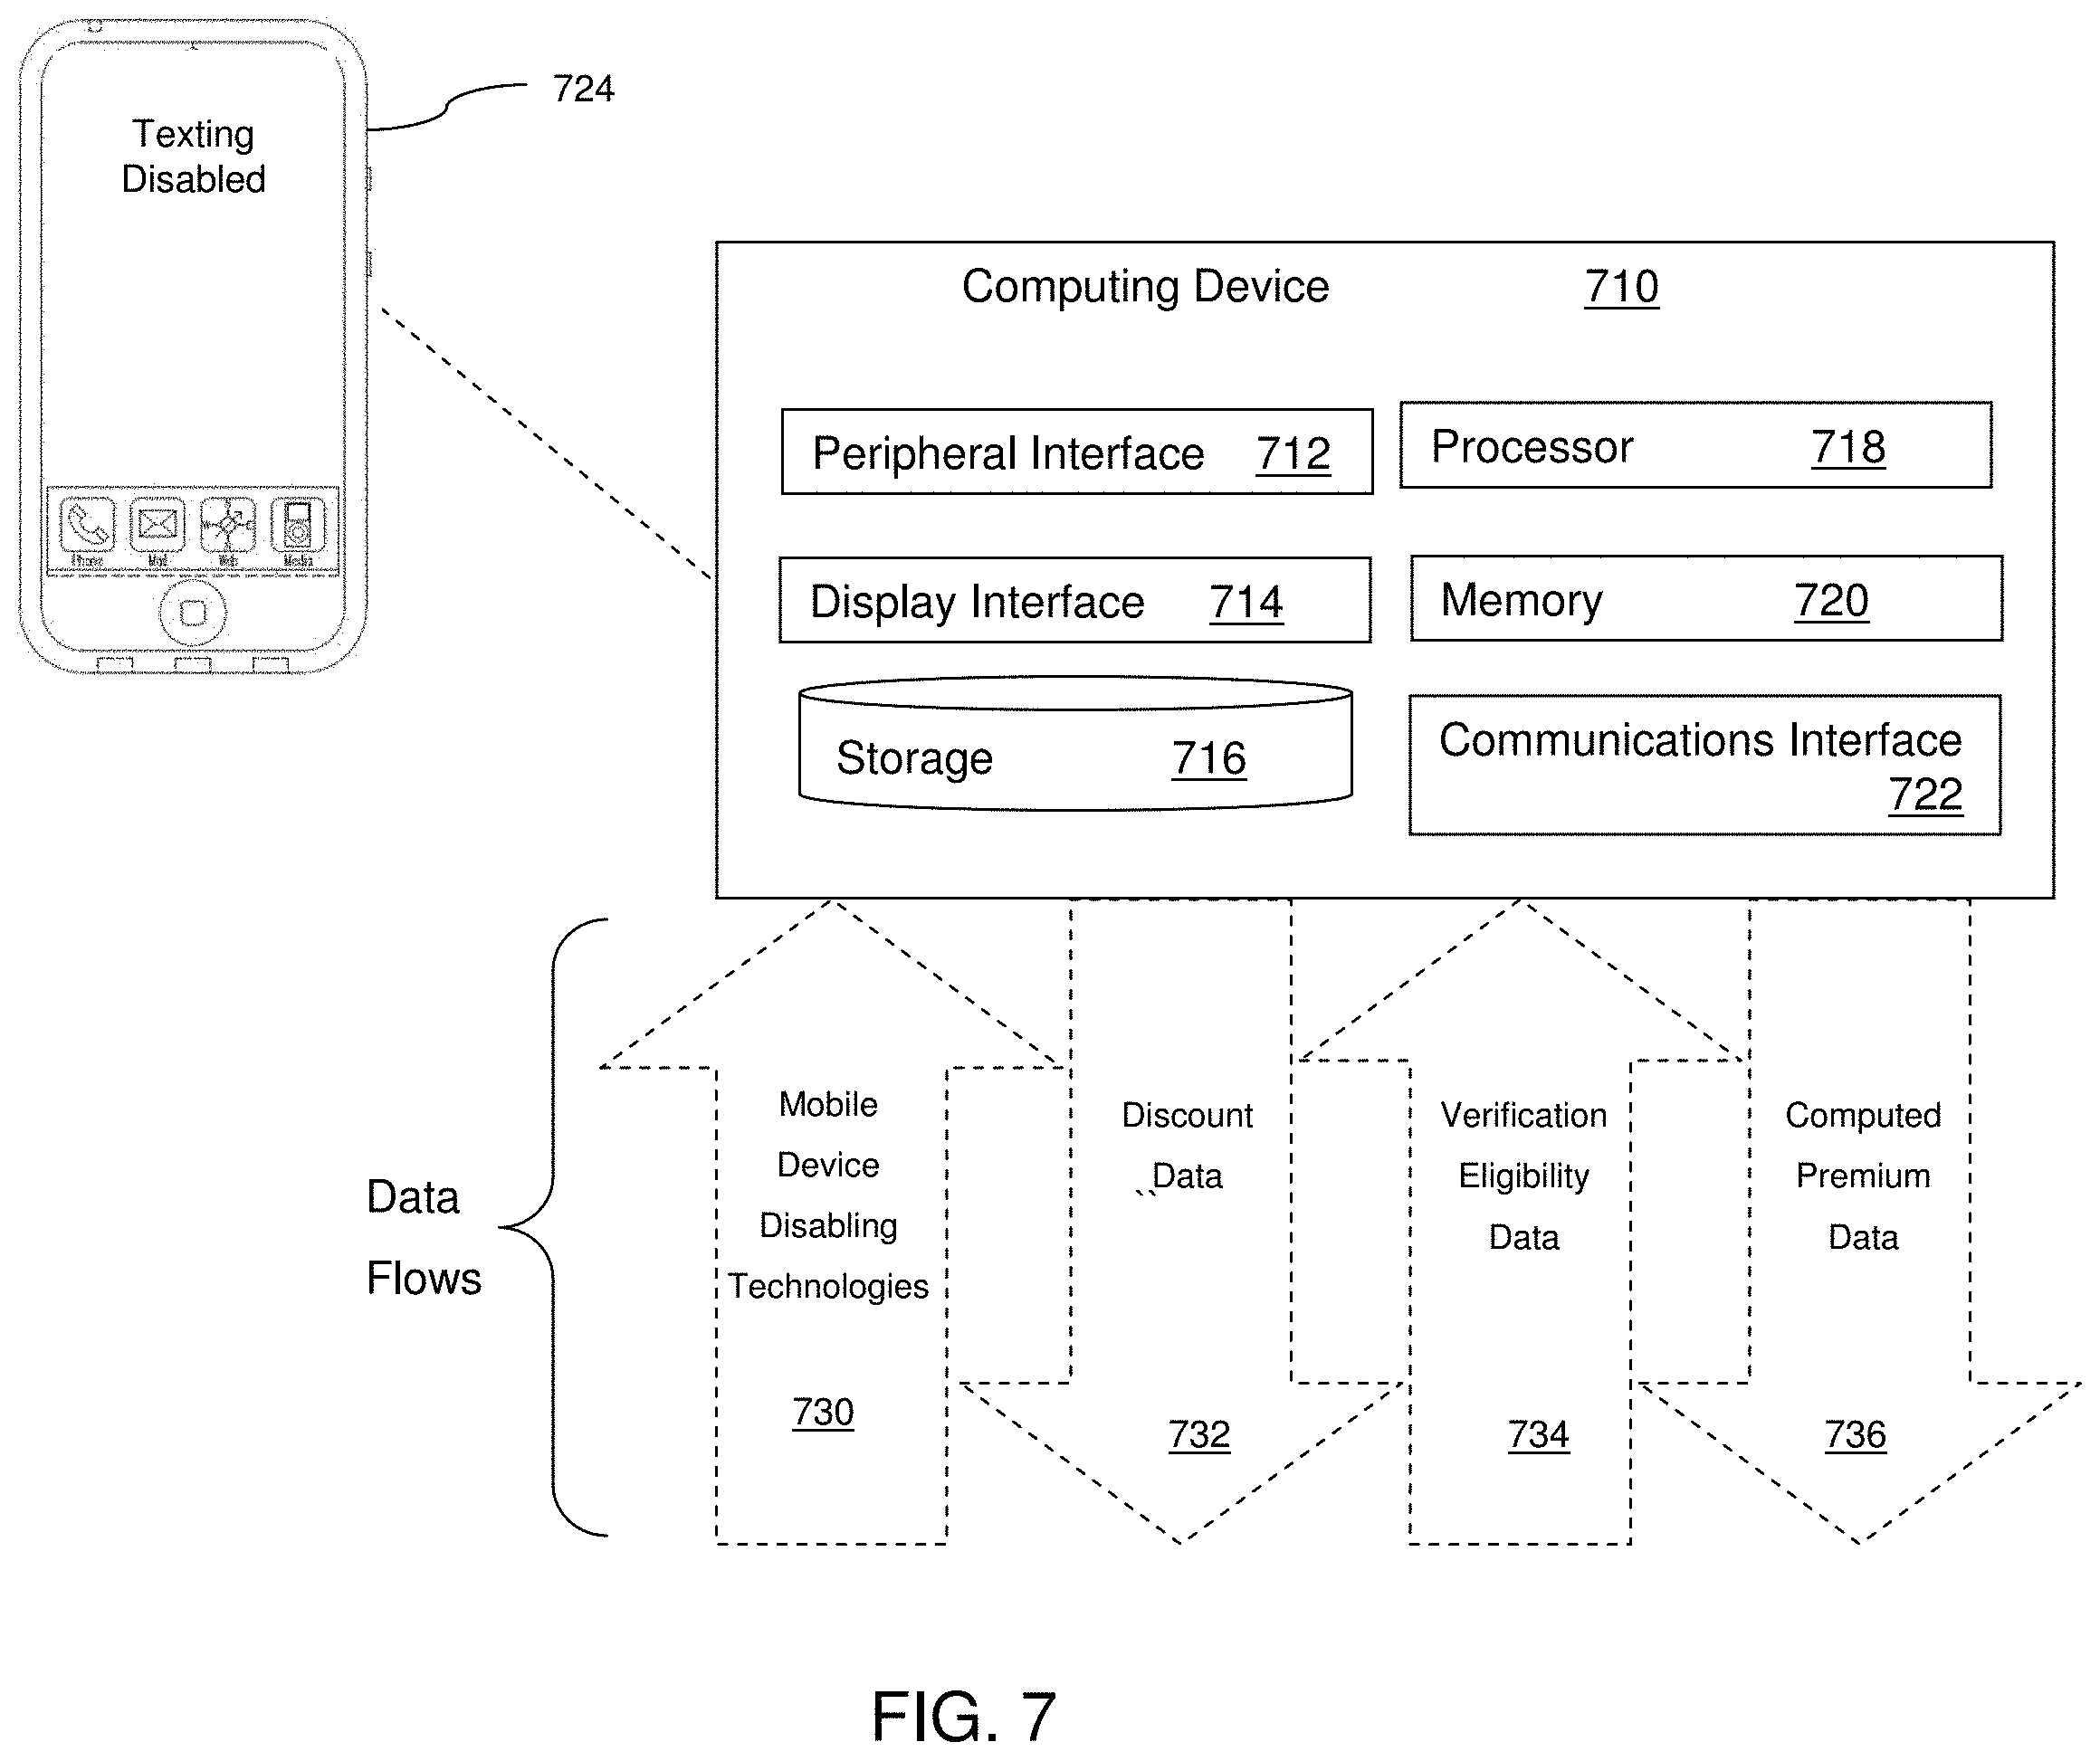 724
Texting
Disabled
Phone
Mail
Web
Media
Computing Device 710
Peripheral Interface 712
Processor 718
Display Interface 714
Memory 720
Storage 716
Communications Interface
722
Data
Flows
Mobile
Device
Disabling
Technologies
730
Discount
``Data
732
Verification
Eligibility
Data
734
Computed
Premium
Data
736
FIG. 7